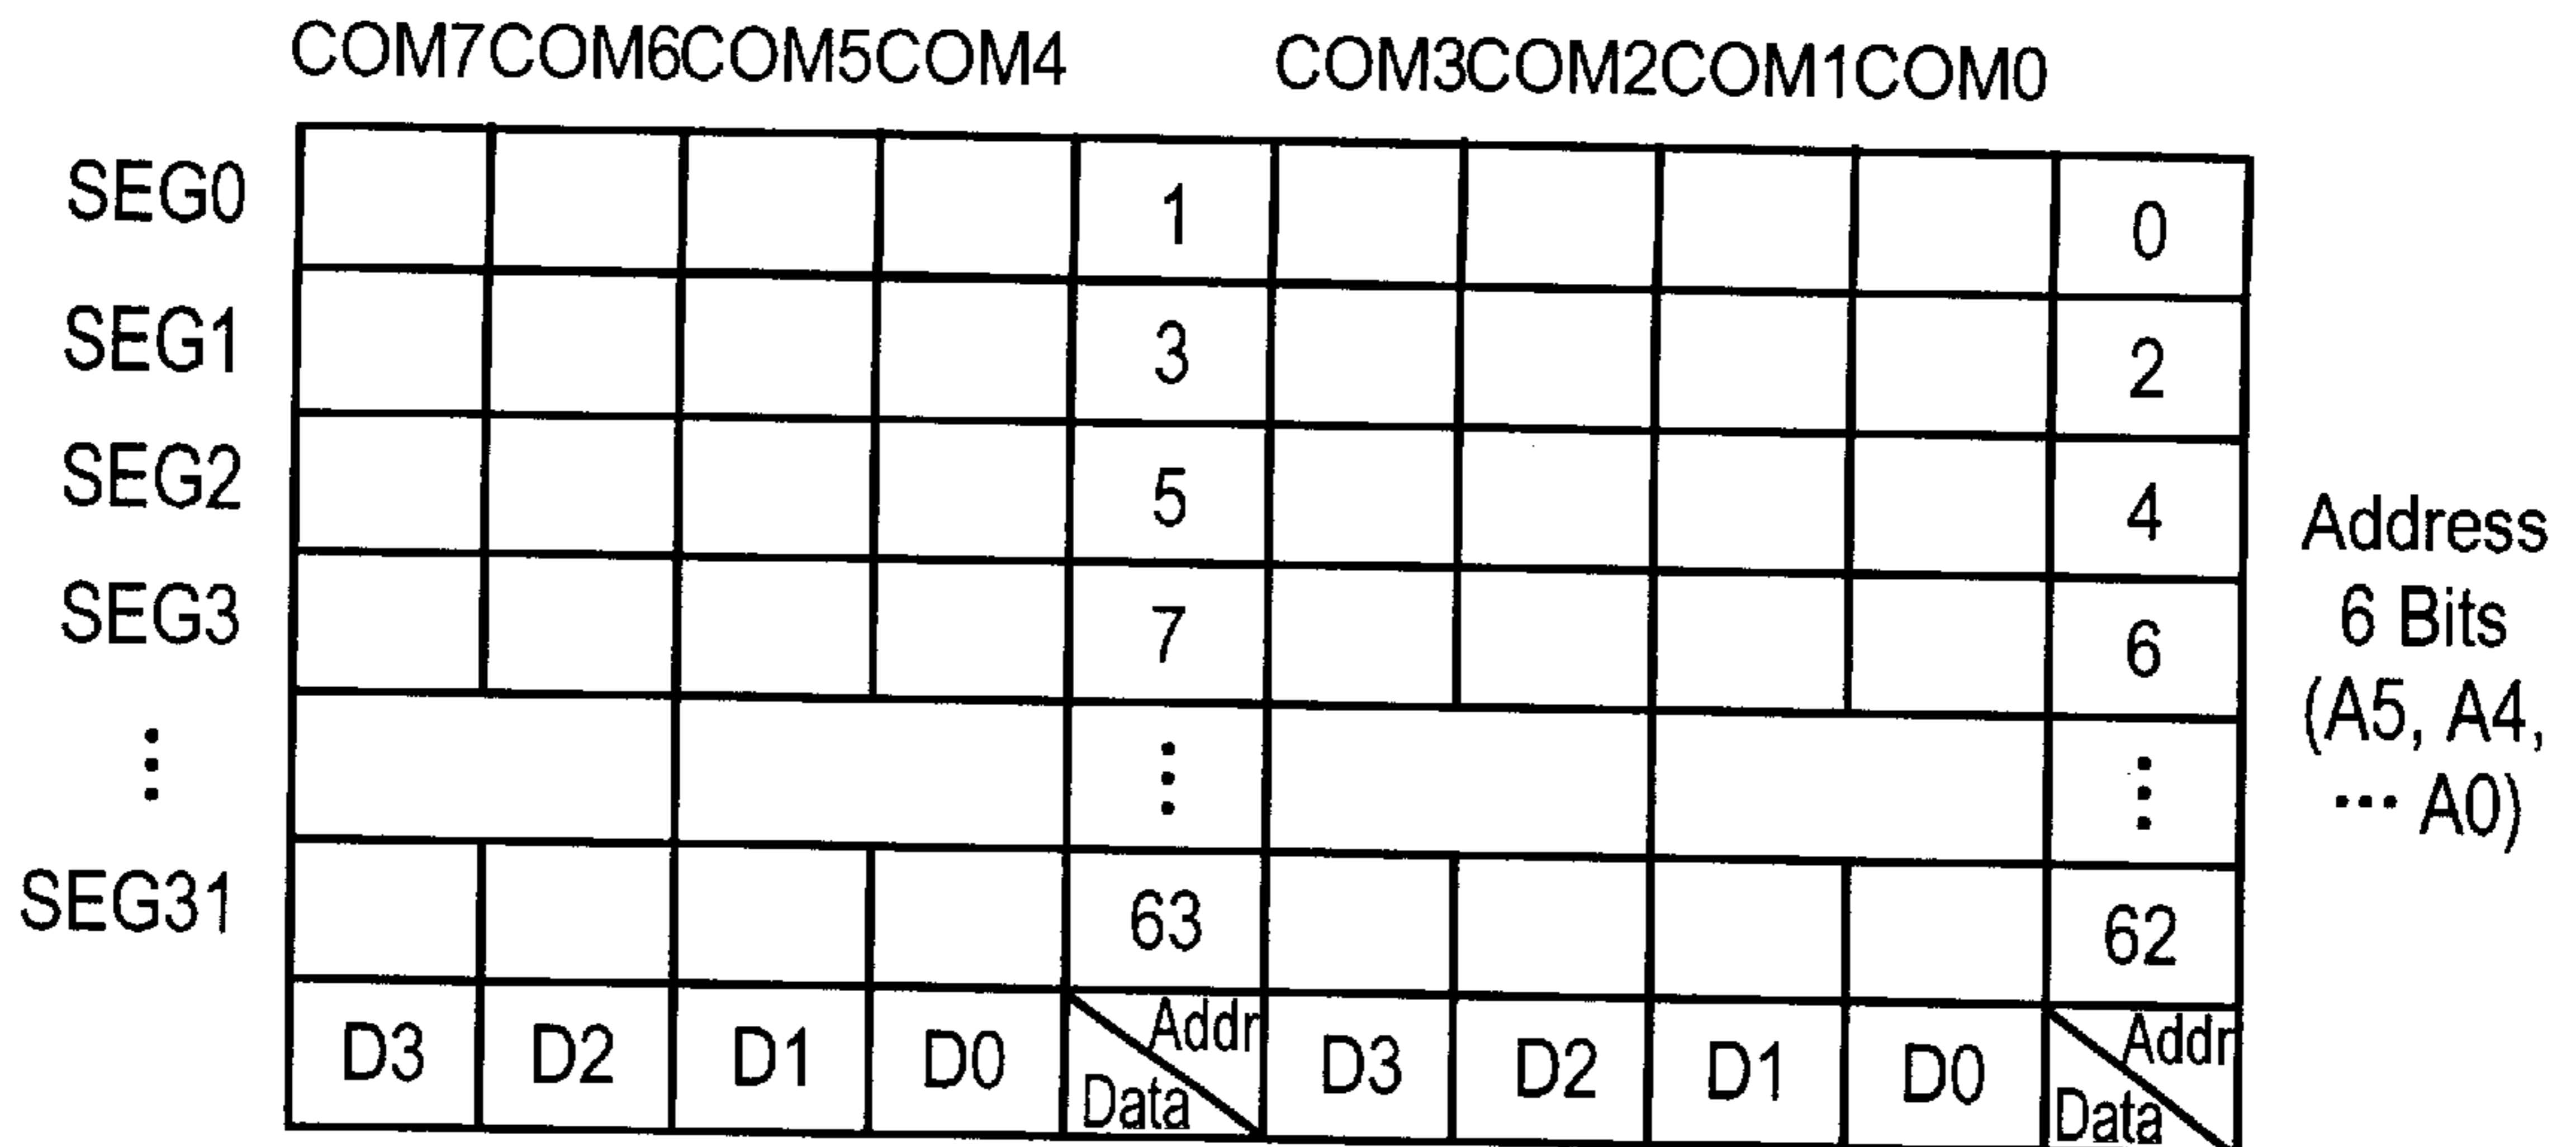 COM7COM6COM5COM4 COM3COM2COM1COM0
SEG0 1 0
SEG1 3 2
SEG2 5 4
SEG3 7 6
⋮ ⋮ ⋮
SEG31 63 62
D3 D2 D1 D0 Addr Data D3 D2 D1 D0 Addr Data
Address
6 Bits
(A5, A4,
··· A0)